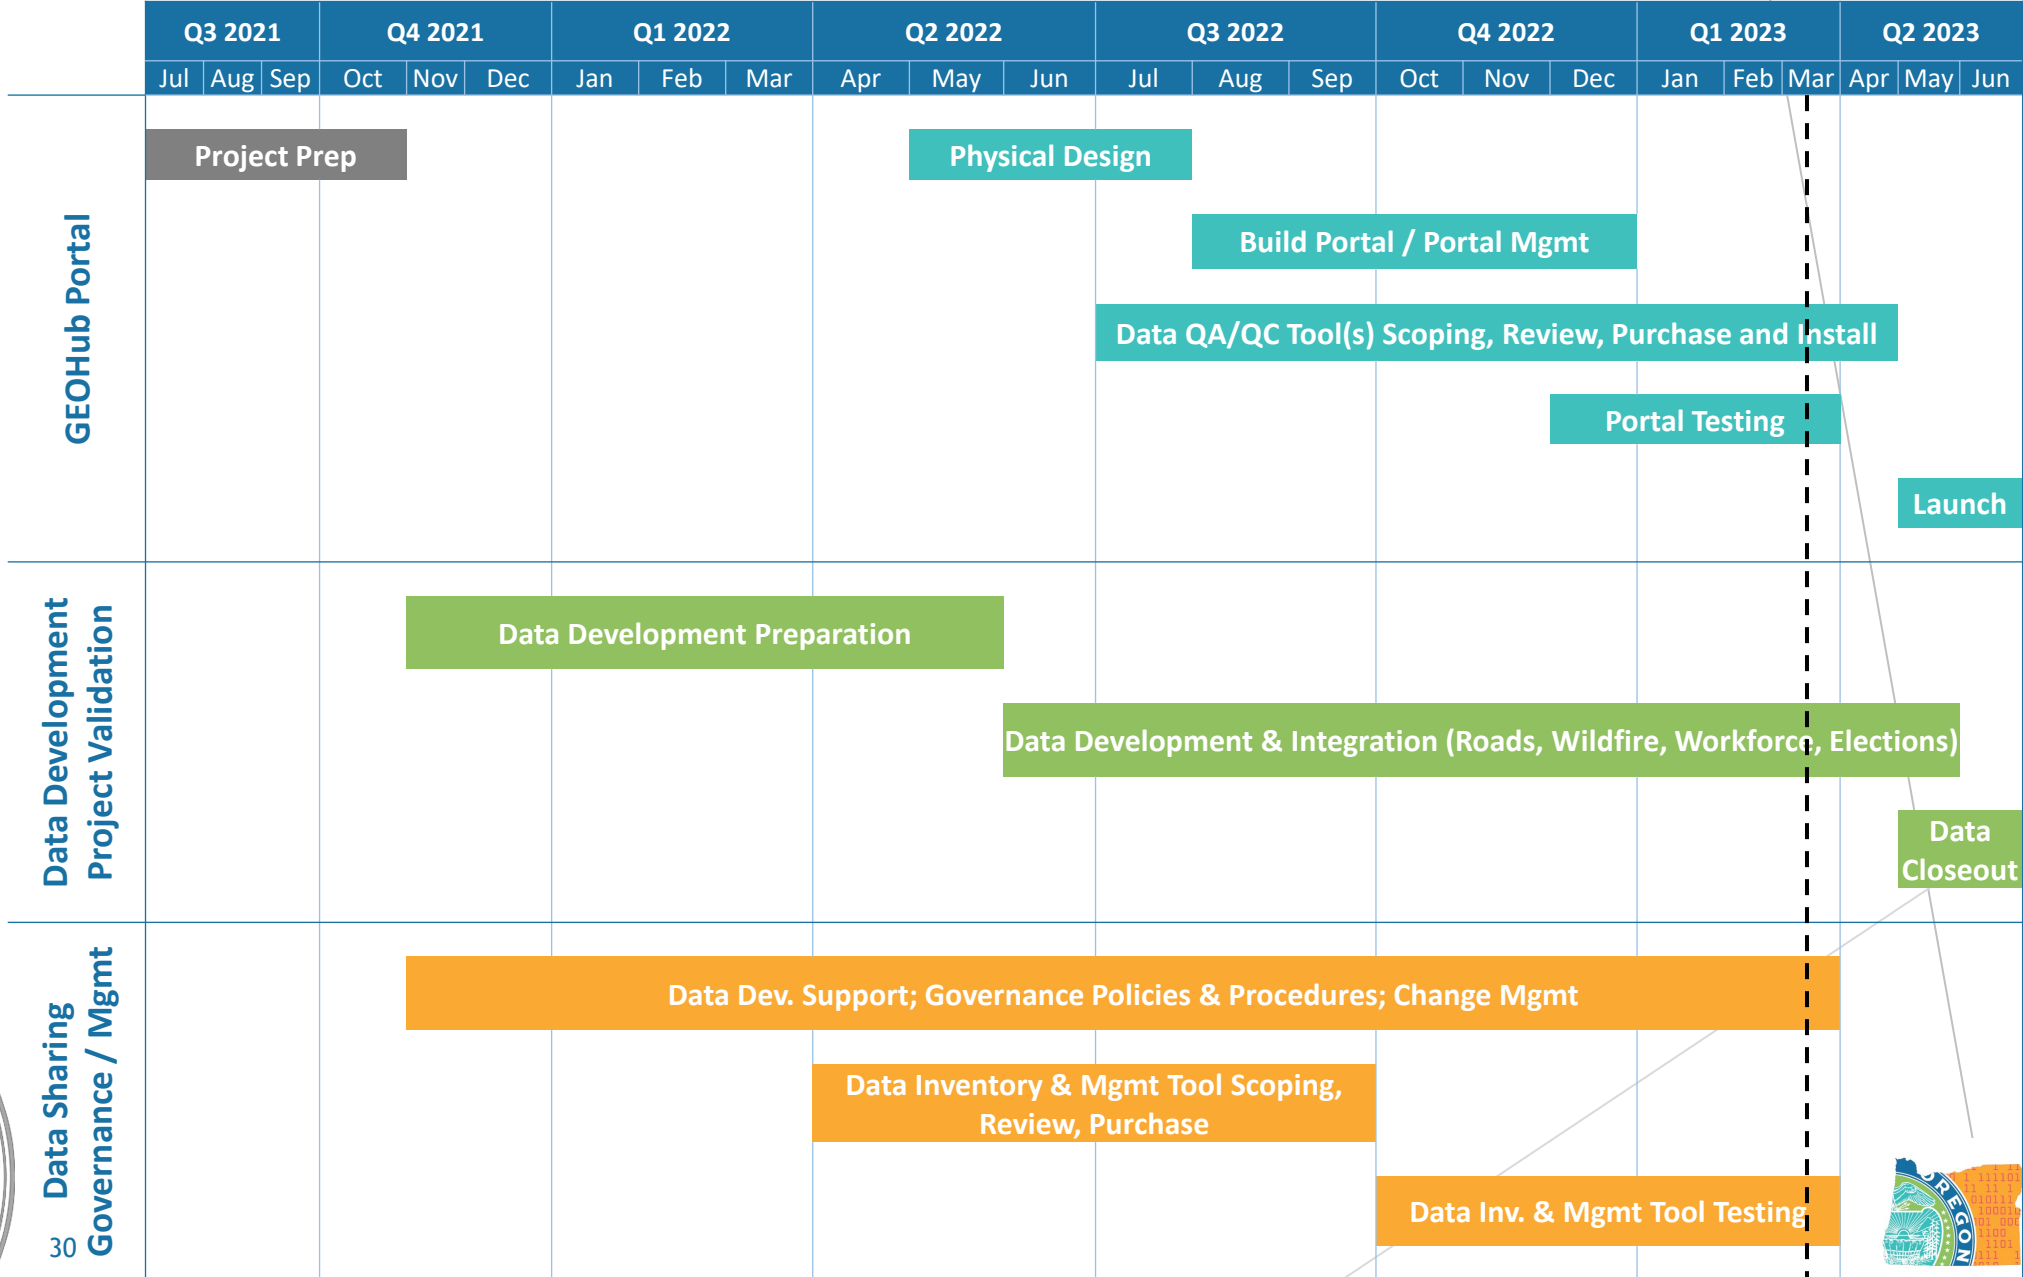 Q3 2021 Q4 2021 Q1 2022 Q2 2022 Q3 2022 Q4 2022 Q1 2023 Q2 2023
Jul Aug Sep Oct Nov Dec Jan Feb Mar Apr May Jun Jul Aug Sep Oct Nov Dec Jan Feb Mar Apr May Jun
GEOHub Portal
Project Prep
Physical Design
Build Portal / Portal Mgmt
Data QA/QC Tool(s) Scoping, Review, Purchase and Install
Portal Testing
Launch
Data Development
Project Validation
Data Development Preparation
Data Development & Integration (Roads, Wildfire, Workforce, Elections)
Data
Closeout
Data Sharing
Governance / Mgmt
Data Dev. Support; Governance Policies & Procedures; Change Mgmt
Data Inventory & Mgmt Tool Scoping,
Review, Purchase
Data Inv. & Mgmt Tool Testing
30
OREGON